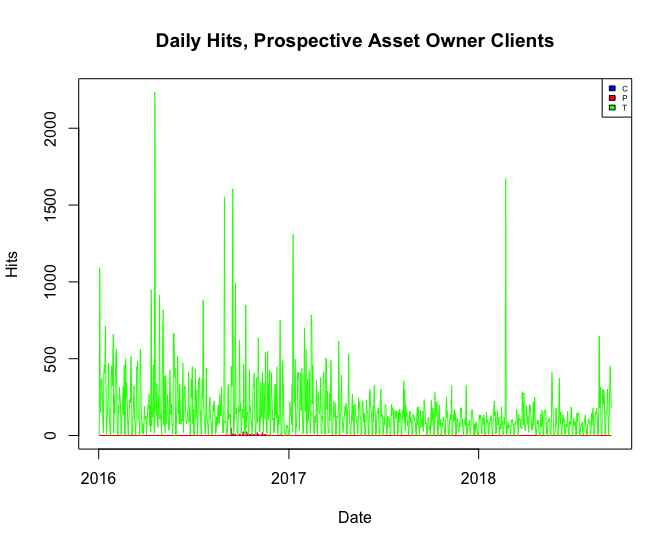 Daily Hits, Prospective Asset Owner Clients
C
P
T
2000
1500
1000
500
0
Hits
2016 2017 2018
Date